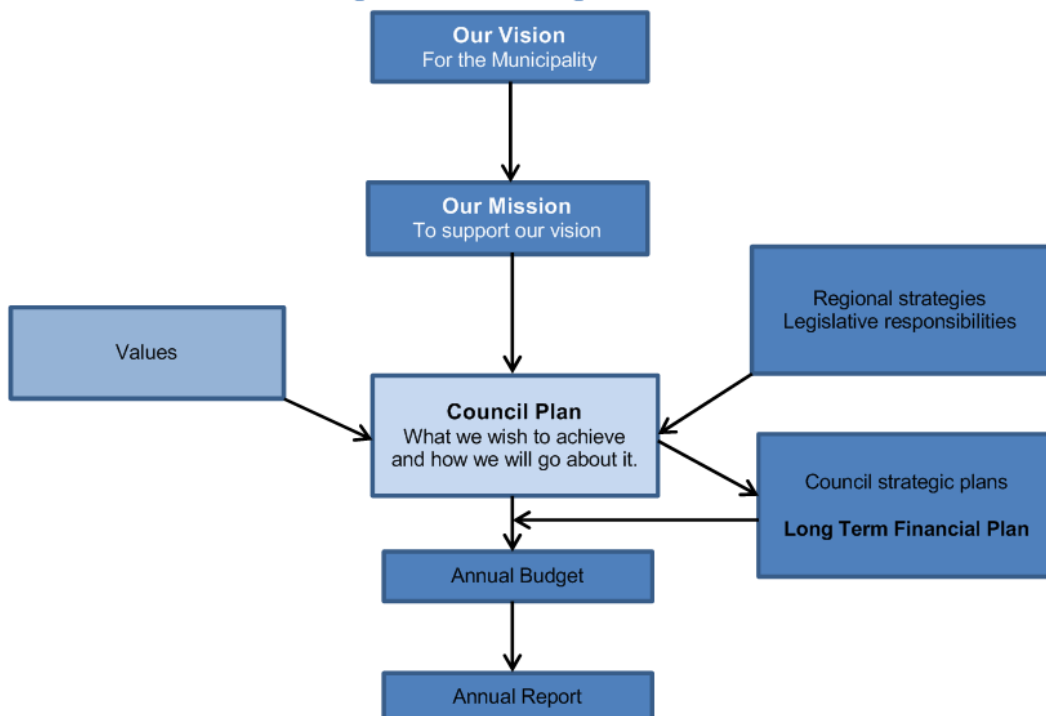 Our Vision
For the Municipality
Our Mission
To support our vision
Regional strategies
Legislative responsibilities
Values
Council Plan
What we wish to achieve
and how we will go about it.
Council strategic plans
Long Term Financial Plan
Annual Budget
Annual Report